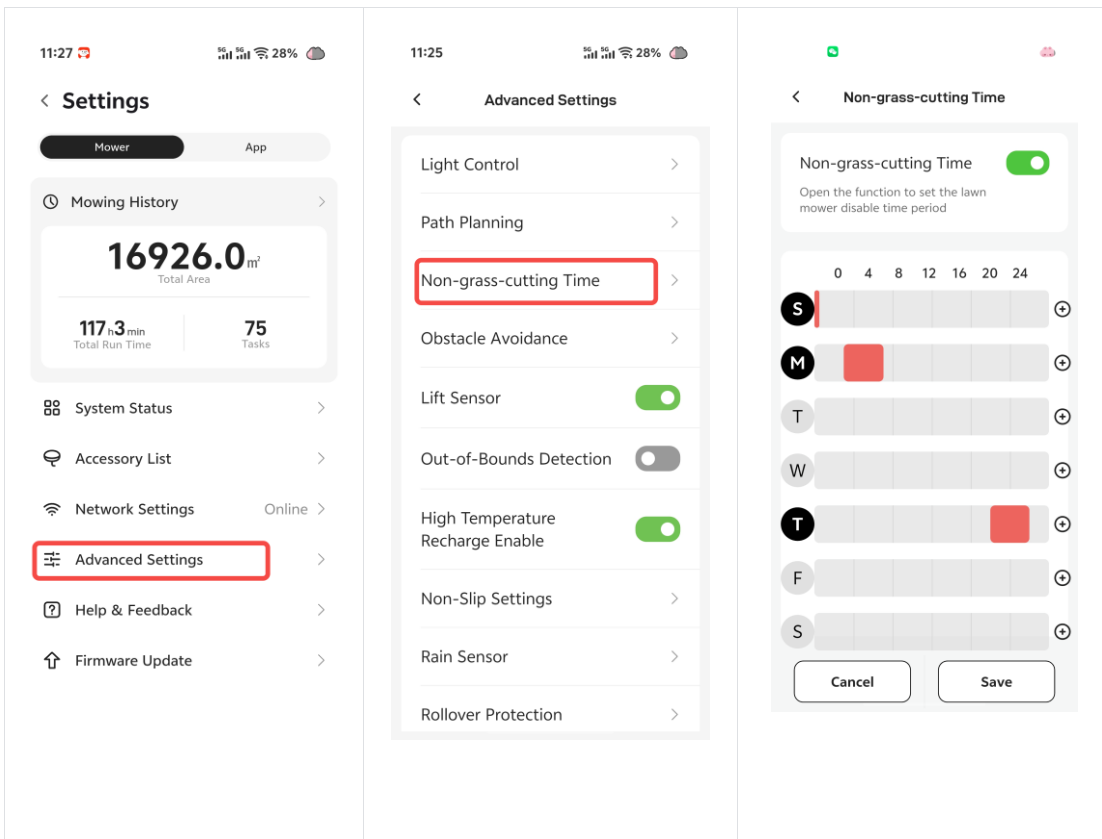 11:27
5G 5G 28%
Settings
Mower App
Mowing History
16926.0㎡
Total Area
117h3min 75
Total Run Time Tasks
System Status
Accessory List
Network Settings Online
Advanced Settings
Help & Feedback
Firmware Update
11:25
5G 5G 28%
Advanced Settings
Light Control
Path Planning
Non-grass-cutting Time
Obstacle Avoidance
Lift Sensor
Out-of-Bounds Detection
High Temperature
Recharge Enable
Non-Slip Settings
Rain Sensor
Rollover Protection
Non-grass-cutting Time
Non-grass-cutting Time
Open the function to set the lawn
mower disable time period
0 4 8 12 16 20 24
S
M
T
W
T
F
S
Cancel Save